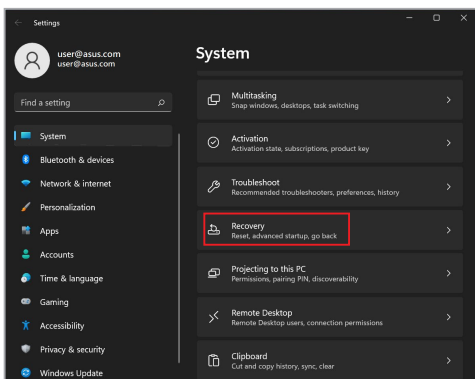 Settings
user@asus.com
user@asus.com
Find a setting
System
Bluetooth & devices
Network & internet
Personalization
Apps
Accounts
Time & language
Gaming
Accessibility
Privacy & security
Windows Update
System
Multitasking
Snap windows, desktops, task switching
Activation
Activation state, subscriptions, product key
Troubleshoot
Recommended troubleshooters, preferences, history
Recovery
Reset, advanced startup, go back
Projecting to this PC
Permissions, pairing PIN, discoverability
Remote Desktop
Remote Desktop users, connection permissions
Clipboard
Cut and copy history, sync, clear